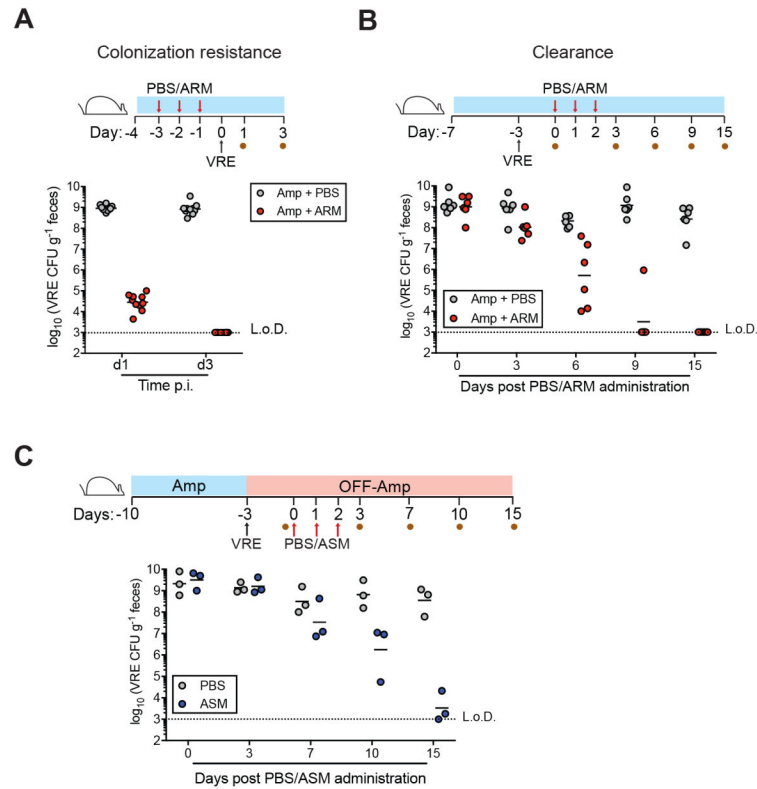 A
Colonization resistance
PBS/ARM
Day: -4 -3 -2 -1 0 1 3
VRE
log10 (VRE CFU g-1 feces)
10
9
8
7
6
5
4
3
2
Amp + PBS
Amp + ARM
L.o.D.
d1 d3
Time p.i.
B
Clearance
PBS/ARM
Day: -7 -3 0 1 2 3 6 9 15
VRE
log10 (VRE CFU g-1 feces)
10
9
8
7
6
5
4
3
2
Amp + PBS
Amp + ARM
L.o.D.
0 3 6 9 15
Days post PBS/ARM administration
C
Amp OFF-Amp
Days: -10 -3 0 1 2 3 7 10 15
VRE PBS/ASM
log10 (VRE CFU g-1 feces)
10
9
8
7
6
5
4
3
2
PBS
ASM
L.o.D.
0 3 7 10 15
Days post PBS/ASM administration